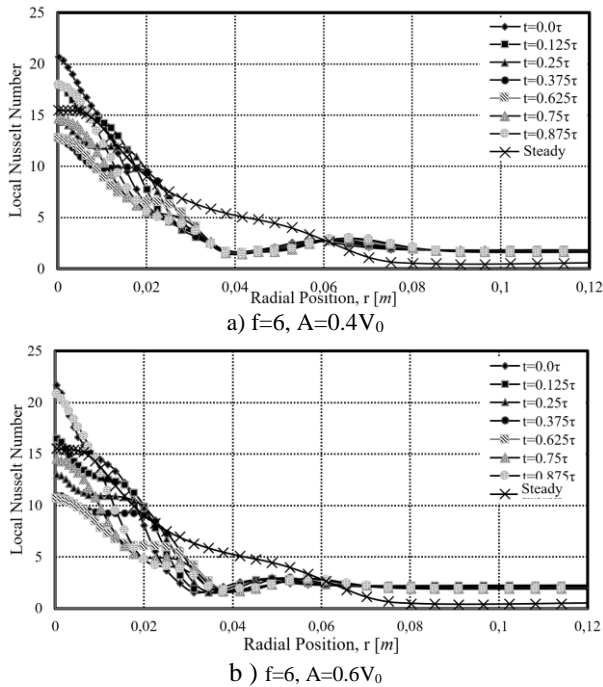 25
20
15
10
5
0
Local Nusselt Number
t=0.0τ
t=0.125τ
t=0.25τ
t=0.375τ
t=0.625τ
t=0.75τ
t=0.875τ
Steady
0 0,02 0,04 0,06 0,08 0,1 0,12
Radial Position, r [m]
a) f=6, A=0.4V₀
25
20
15
10
5
0
Local Nusselt Number
t=0.0τ
t=0.125τ
t=0.25τ
t=0.375τ
t=0.625τ
t=0.75τ
t=0.875τ
Steady
0 0,02 0,04 0,06 0,08 0,1 0,12
Radial Position, r [m]
b ) f=6, A=0.6V₀